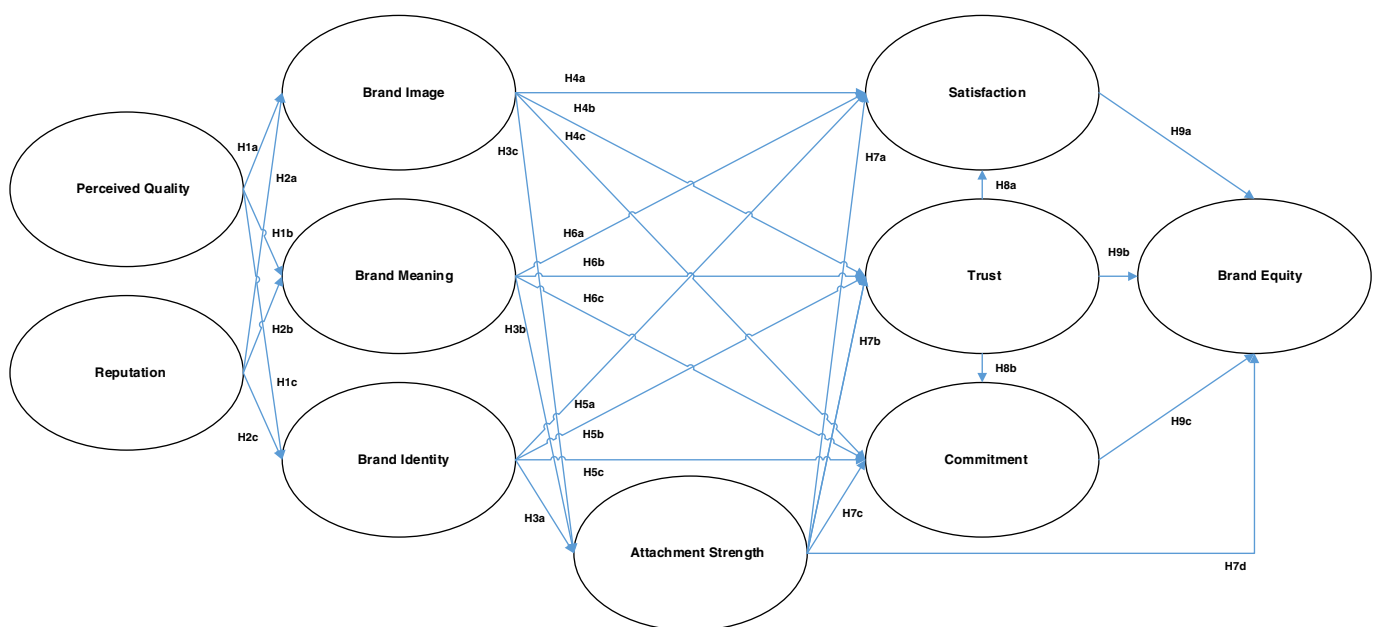 Brand Image
Satisfaction
Perceived Quality
Brand Meaning
Trust
Brand Equity
Reputation
Brand Identity
Commitment
Attachment Strength
H1a
H2a
H1b
H2b
H1c
H2c
H4a
H4b
H4c
H3c
H6a
H6b
H6c
H3b
H5a
H5b
H5c
H3a
H7a
H7b
H7c
H7d
H8a
H8b
H9a
H9b
H9c